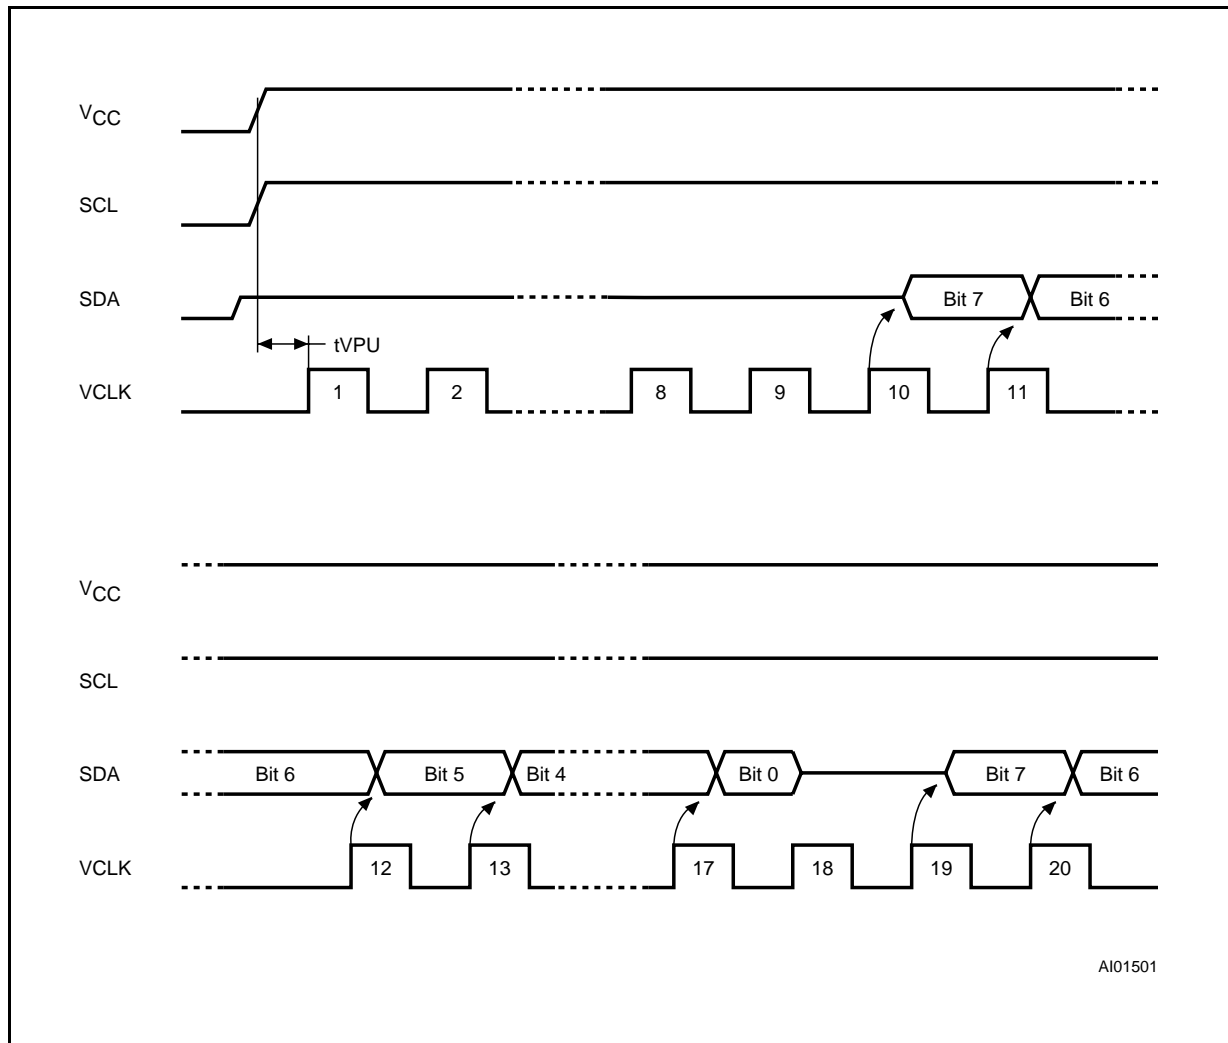 VCC
SCL
SDA Bit 7 Bit 6
tVPU
VCLK 1 2 8 9 10 11
VCC
SCL
SDA Bit 6 Bit 5 Bit 4 Bit 0 Bit 7 Bit 6
VCLK 12 13 17 18 19 20
AI01501